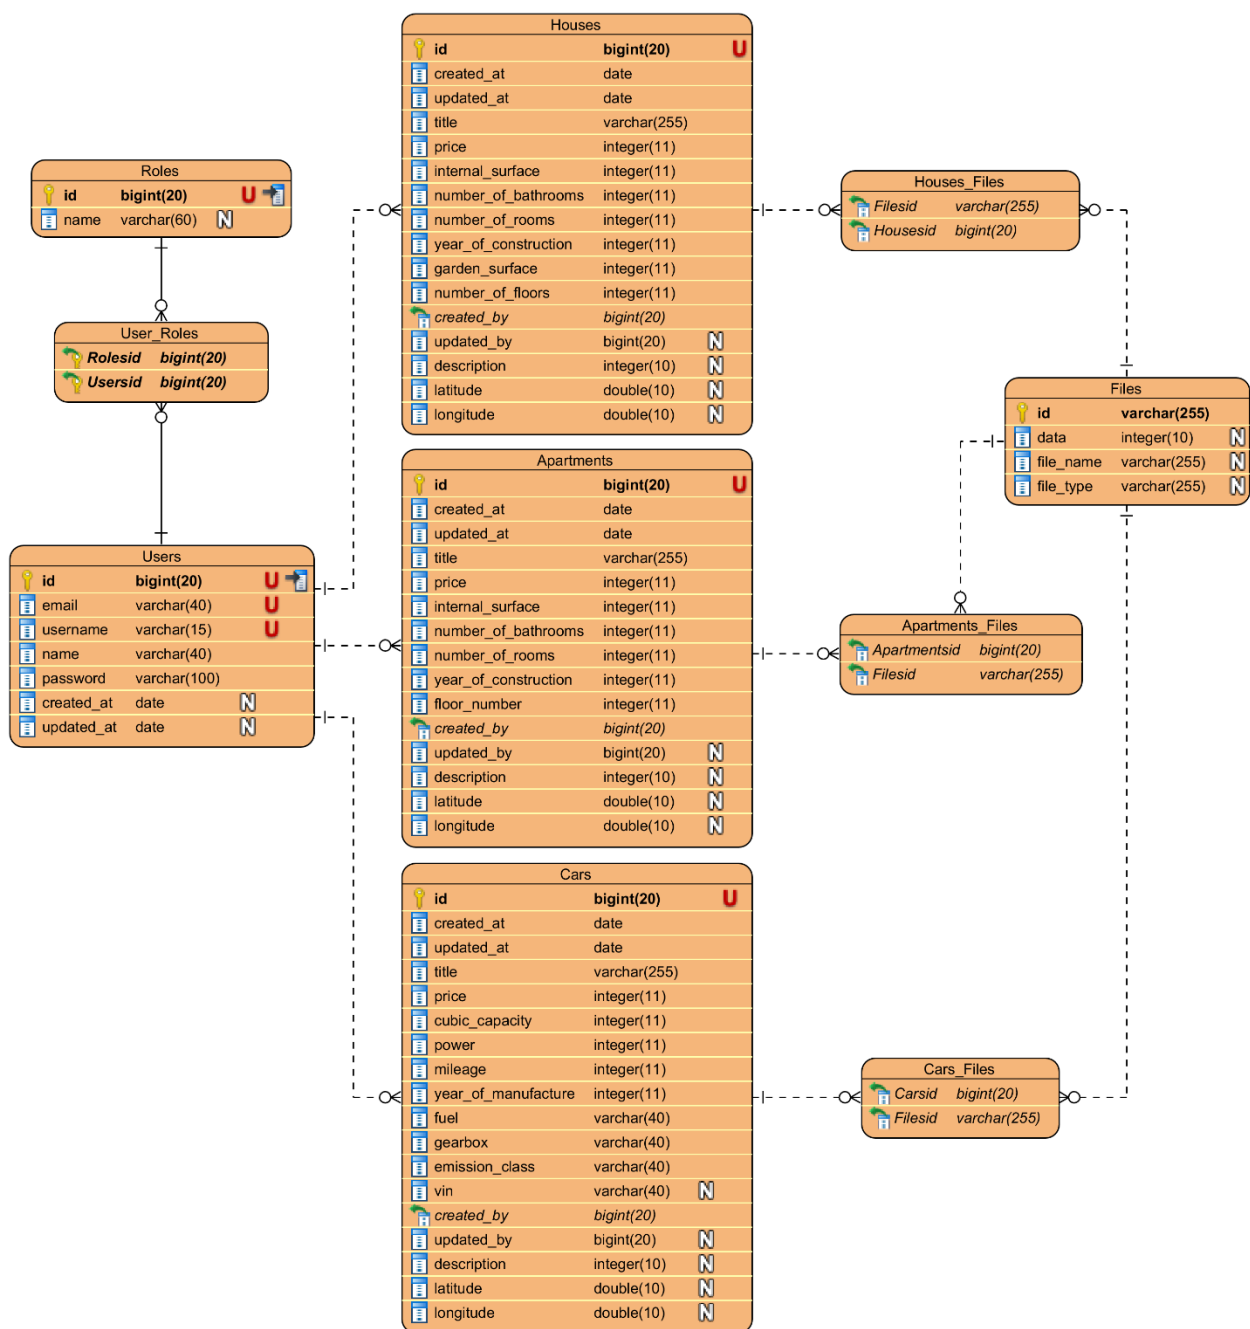 Houses
id bigint(20) U
created_at date
updated_at date
title varchar(255)
price integer(11)
internal_surface integer(11)
number_of_bathrooms integer(11)
number_of_rooms integer(11)
year_of_construction integer(11)
garden_surface integer(11)
number_of_floors integer(11)
created_by bigint(20)
updated_by bigint(20) N
description integer(10) N
latitude double(10) N
longitude double(10) N
Roles
id bigint(20) U
name varchar(60) N
Houses_Files
Filesid varchar(255)
Housesid bigint(20)
User_Roles
Rolesid bigint(20)
Usersid bigint(20)
Files
id varchar(255)
data integer(10) N
file_name varchar(255) N
file_type varchar(255) N
Apartments
id bigint(20) U
created_at date
updated_at date
title varchar(255)
price integer(11)
internal_surface integer(11)
number_of_bathrooms integer(11)
number_of_rooms integer(11)
year_of_construction integer(11)
floor_number integer(11)
created_by bigint(20)
updated_by bigint(20) N
description integer(10) N
latitude double(10) N
longitude double(10) N
Users
id bigint(20) U
email varchar(40) U
username varchar(15) U
name varchar(40)
password varchar(100)
created_at date N
updated_at date N
Apartments_Files
Apartmentsid bigint(20)
Filesid varchar(255)
Cars
id bigint(20) U
created_at date
updated_at date
title varchar(255)
price integer(11)
cubic_capacity integer(11)
power integer(11)
mileage integer(11)
year_of_manufacture integer(11)
fuel varchar(40)
gearbox varchar(40)
emission_class varchar(40)
vin varchar(40) N
created_by bigint(20)
updated_by bigint(20) N
description integer(10) N
latitude double(10) N
longitude double(10) N
Cars_Files
Carsid bigint(20)
Filesid varchar(255)